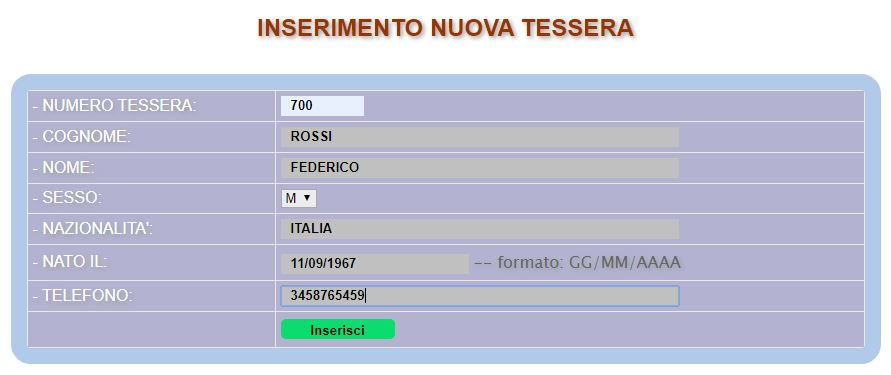 INSERIMENTO NUOVA TESSERA
- NUMERO TESSERA: 700
- COGNOME: ROSSI
- NOME: FEDERICO
- SESSO: M
- NAZIONALITA': ITALIA
- NATO IL: 11/09/1967 -- formato: GG/MM/AAAA
- TELEFONO: 3458765459
Inserisci